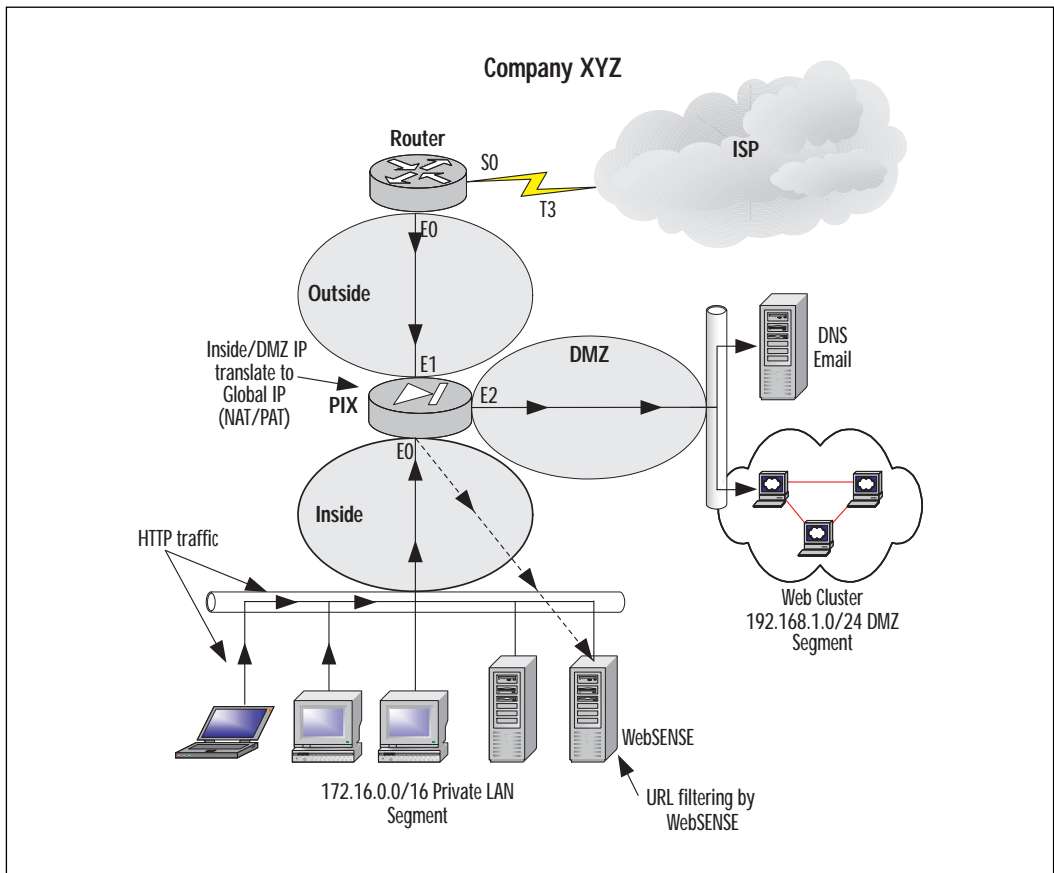 Company XYZ
Router
ISP
S0
T3
E0
Outside
Inside/DMZ IP
translate to
Global IP
(NAT/PAT)
E1
PIX
E2
DMZ
DNS
Email
E0
Inside
HTTP traffic
Web Cluster
192.168.1.0/24 DMZ
Segment
WebSENSE
172.16.0.0/16 Private LAN
Segment
URL filtering by
WebSENSE